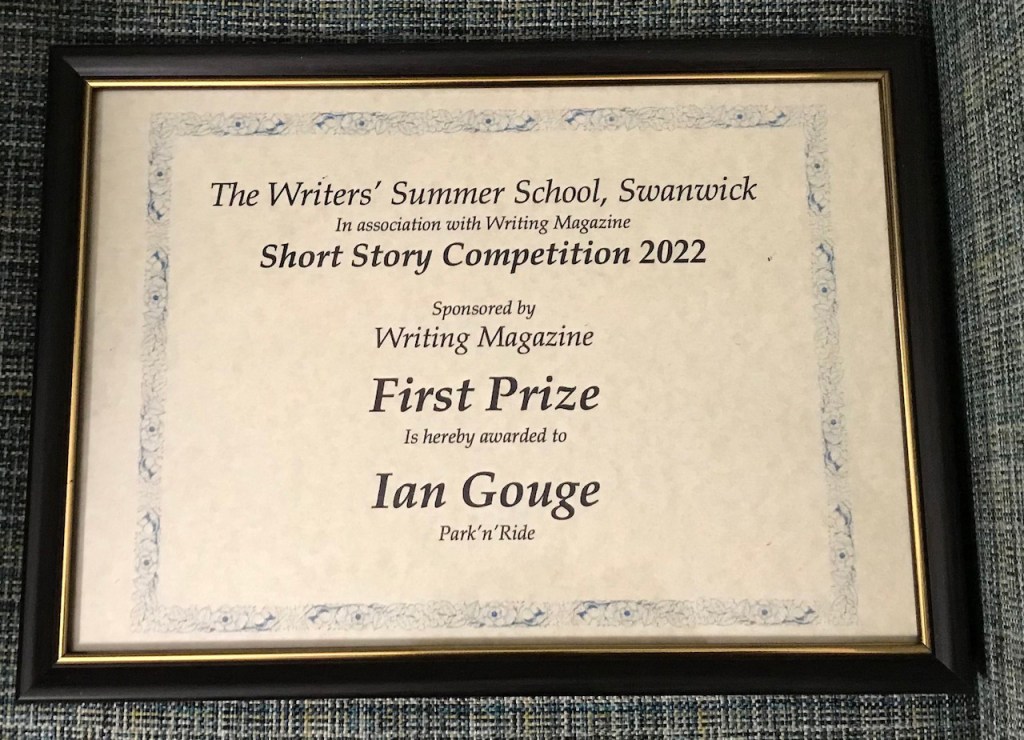 The Writers' Summer School, Swanwick
In association with Writing Magazine
Short Story Competition 2022
Sponsored by
Writing Magazine
First Prize
Is hereby awarded to
Ian Gouge
Park'n'Ride